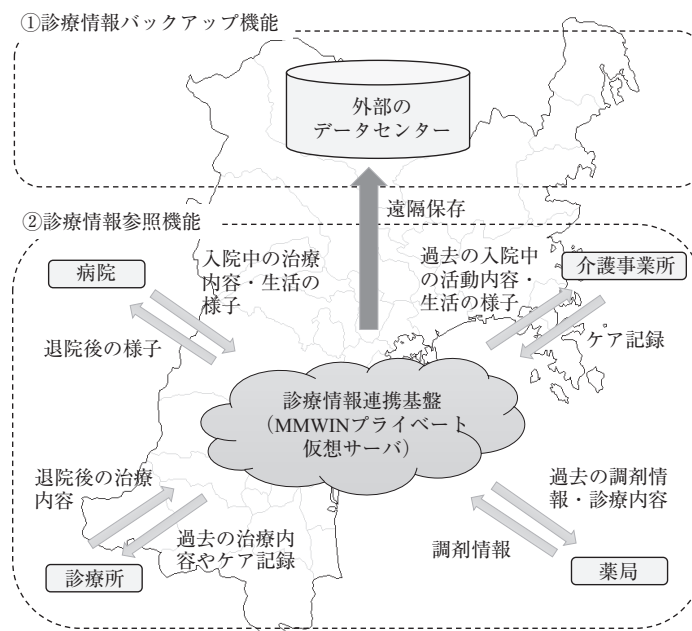 ①診療情報バックアップ機能
外部の
データセンター
遠隔保存
②診療情報参照機能
病院
入院中の治療
内容・生活の
様子
退院後の様子
過去の入院中
の活動内容・
生活の様子
介護事業所
ケア記録
診療情報連携基盤
(MMWINプライベート
仮想サーバ)
退院後の治療
内容
過去の治療内
容やケア記録
診療所
過去の調剤情
報・診療内容
調剤情報
薬局